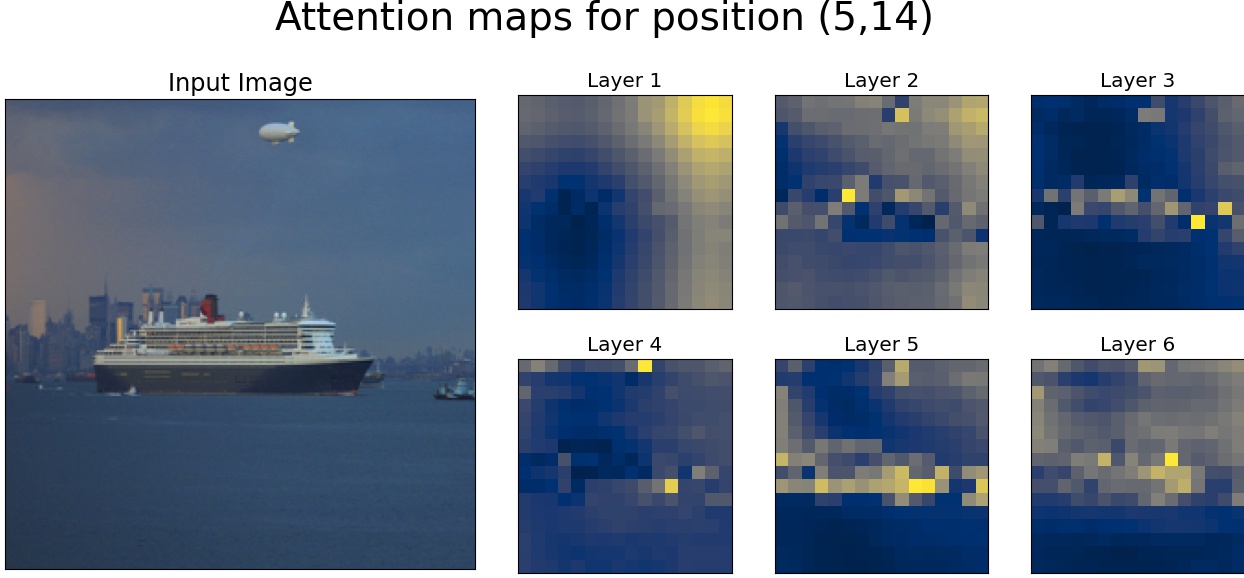 Attention maps for position (5,14)
Input Image
Layer 1
Layer 2
Layer 3
Layer 4
Layer 5
Layer 6